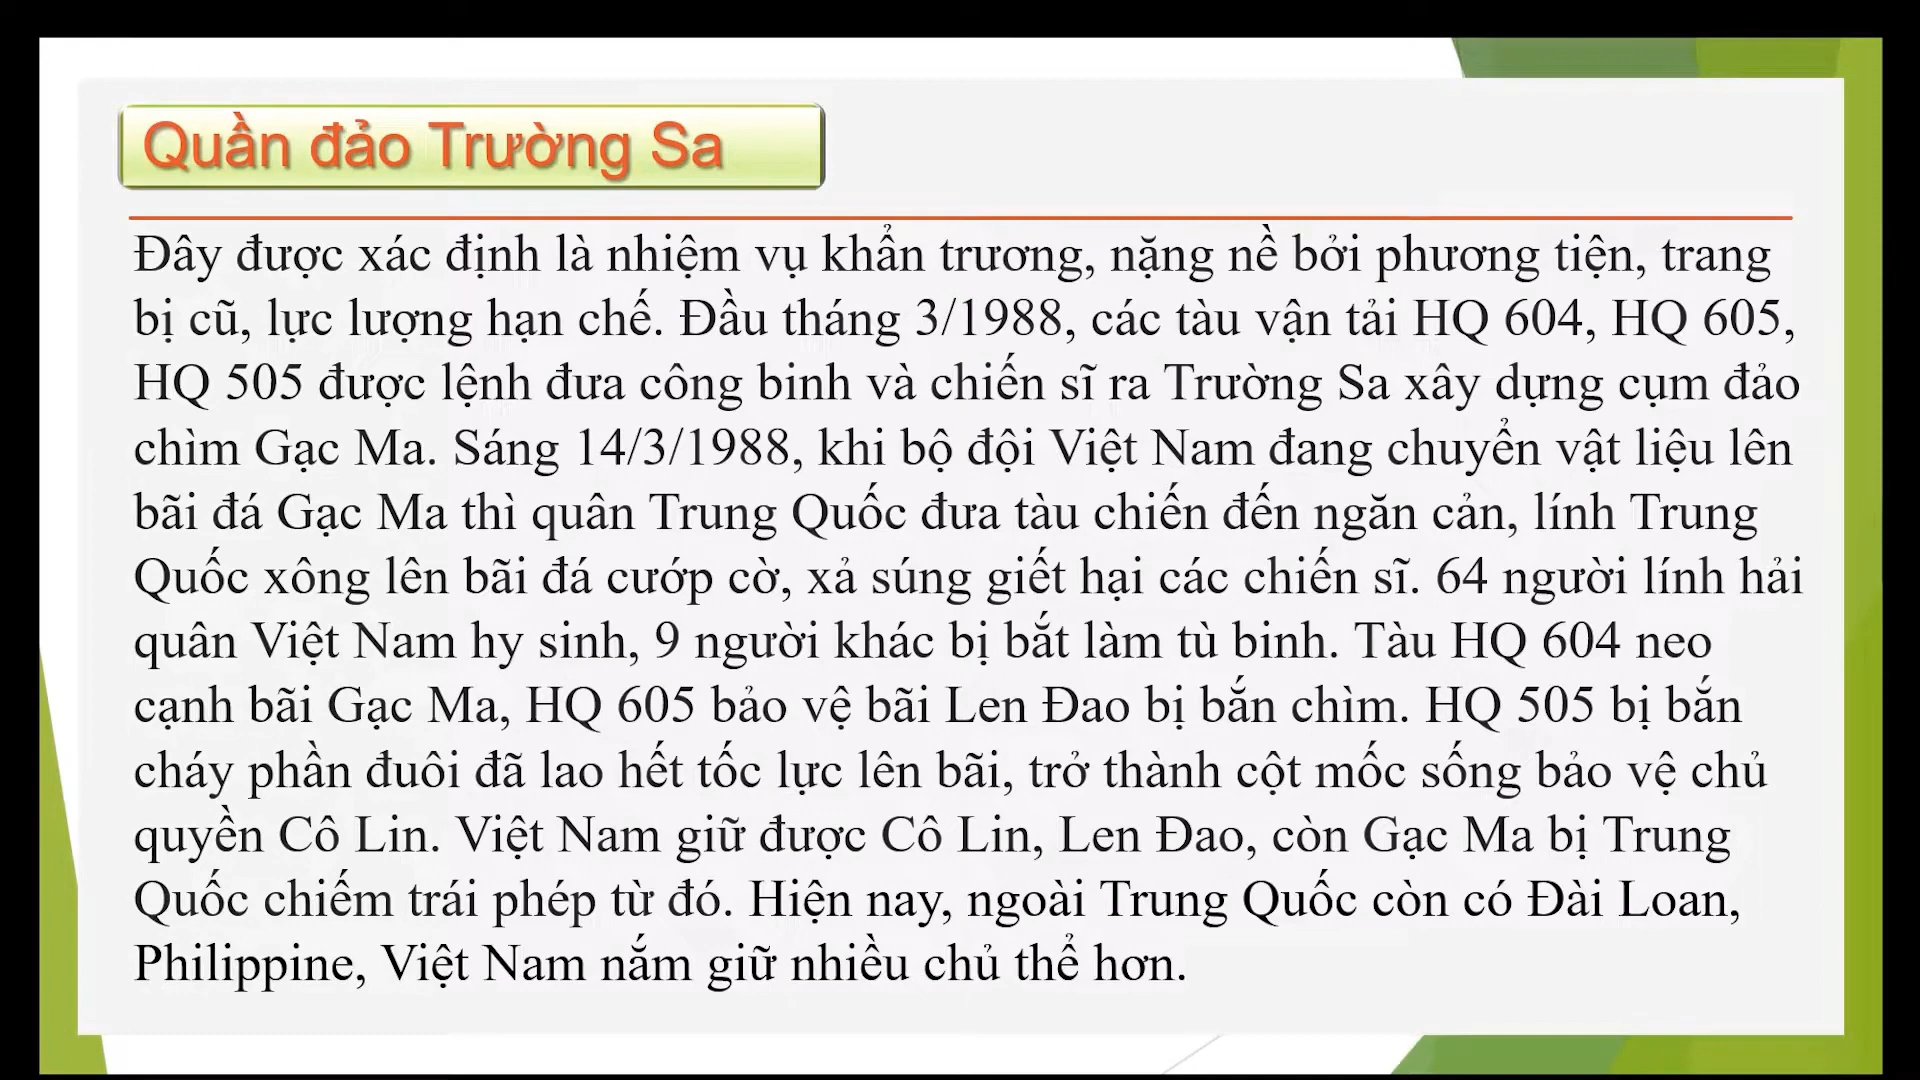 Quần đảo Trường Sa
Đây được xác định là nhiệm vụ khẩn trương, nặng nề bởi phương tiện, trang
bị cũ, lực lượng hạn chế. Đầu tháng 3/1988, các tàu vận tải HQ 604, HQ 605,
HQ 505 được lệnh đưa công binh và chiến sĩ ra Trường Sa xây dựng cụm đảo
chìm Gạc Ma. Sáng 14/3/1988, khi bộ đội Việt Nam đang chuyển vật liệu lên
bãi đá Gạc Ma thì quân Trung Quốc đưa tàu chiến đến ngăn cản, lính Trung
Quốc xông lên bãi đá cướp cờ, xả súng giết hại các chiến sĩ. 64 người lính hải
quân Việt Nam hy sinh, 9 người khác bị bắt làm tù binh. Tàu HQ 604 neo
cạnh bãi Gạc Ma, HQ 605 bảo vệ bãi Len Đao bị bắn chìm. HQ 505 bị bắn
cháy phần đuôi đã lao hết tốc lực lên bãi, trở thành cột mốc sống bảo vệ chủ
quyền Cô Lin. Việt Nam giữ được Cô Lin, Len Đao, còn Gạc Ma bị Trung
Quốc chiếm trái phép từ đó. Hiện nay, ngoài Trung Quốc còn có Đài Loan,
Philippine, Việt Nam nắm giữ nhiều chủ thể hơn.